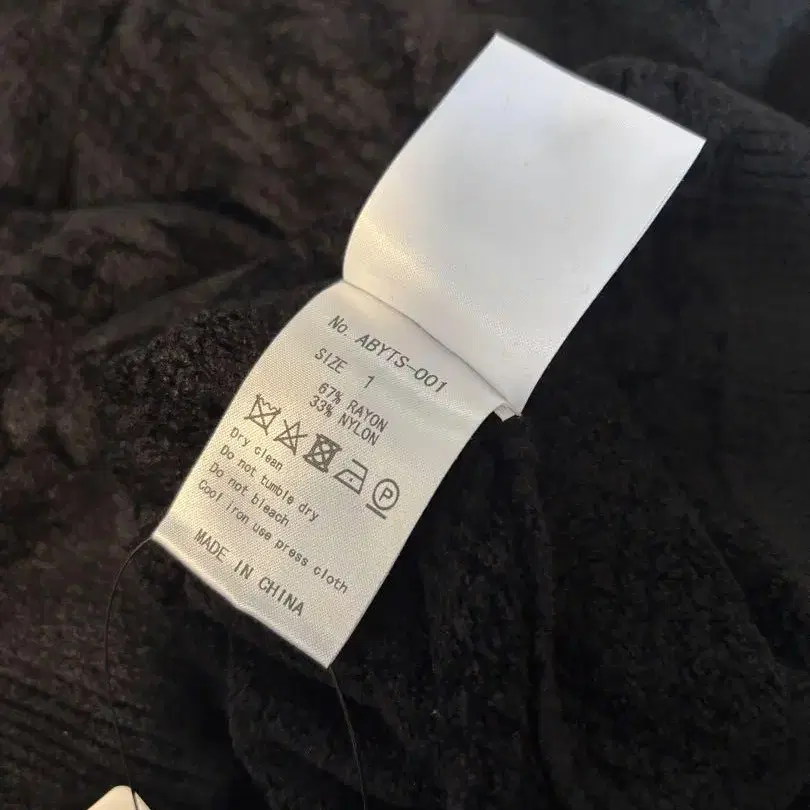 No. ABYTS-001
SIZE 1
67% RAYON
33% NYLON
P
Dry clean
Do not tumble dry
Do not bleach
Cool iron use press cloth
MADE IN CHINA